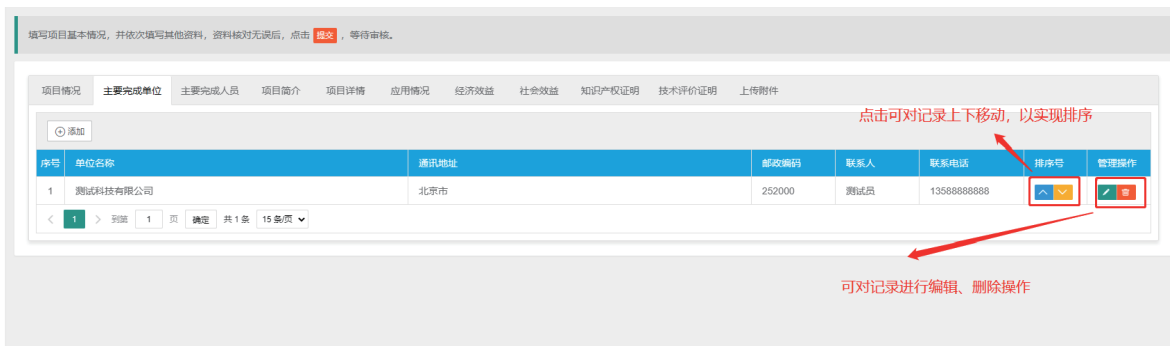 填写项目基本情况，并依次填写其他资料，资料核对无误后，点击 提交 ，等待审核。
项目情况 主要完成单位 主要完成人员 项目简介 项目详情 应用情况 经济效益 社会效益 知识产权证明 技术评价证明 上传附件
点击可对记录上下移动，以实现排序
添加
序号 单位名称 通讯地址 邮政编码 联系人 联系电话 排序号 管理操作
1 测试科技有限公司 北京市 252000 测试员 13588888888
1 到第 1 页 确定 共 1 条 15 条/页
可对记录进行编辑、删除操作